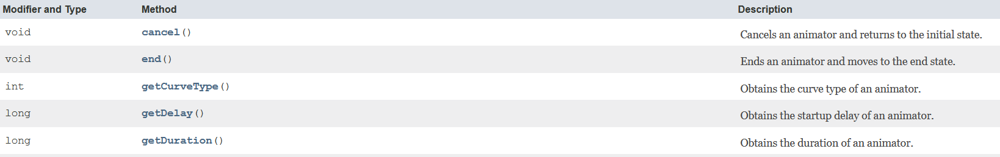 Modifier and Type Method Description
void cancel() Cancels an animator and returns to the initial state.
void end() Ends an animator and moves to the end state.
int getCurveType() Obtains the curve type of an animator.
long getDelay() Obtains the startup delay of an animator.
long getDuration() Obtains the duration of an animator.